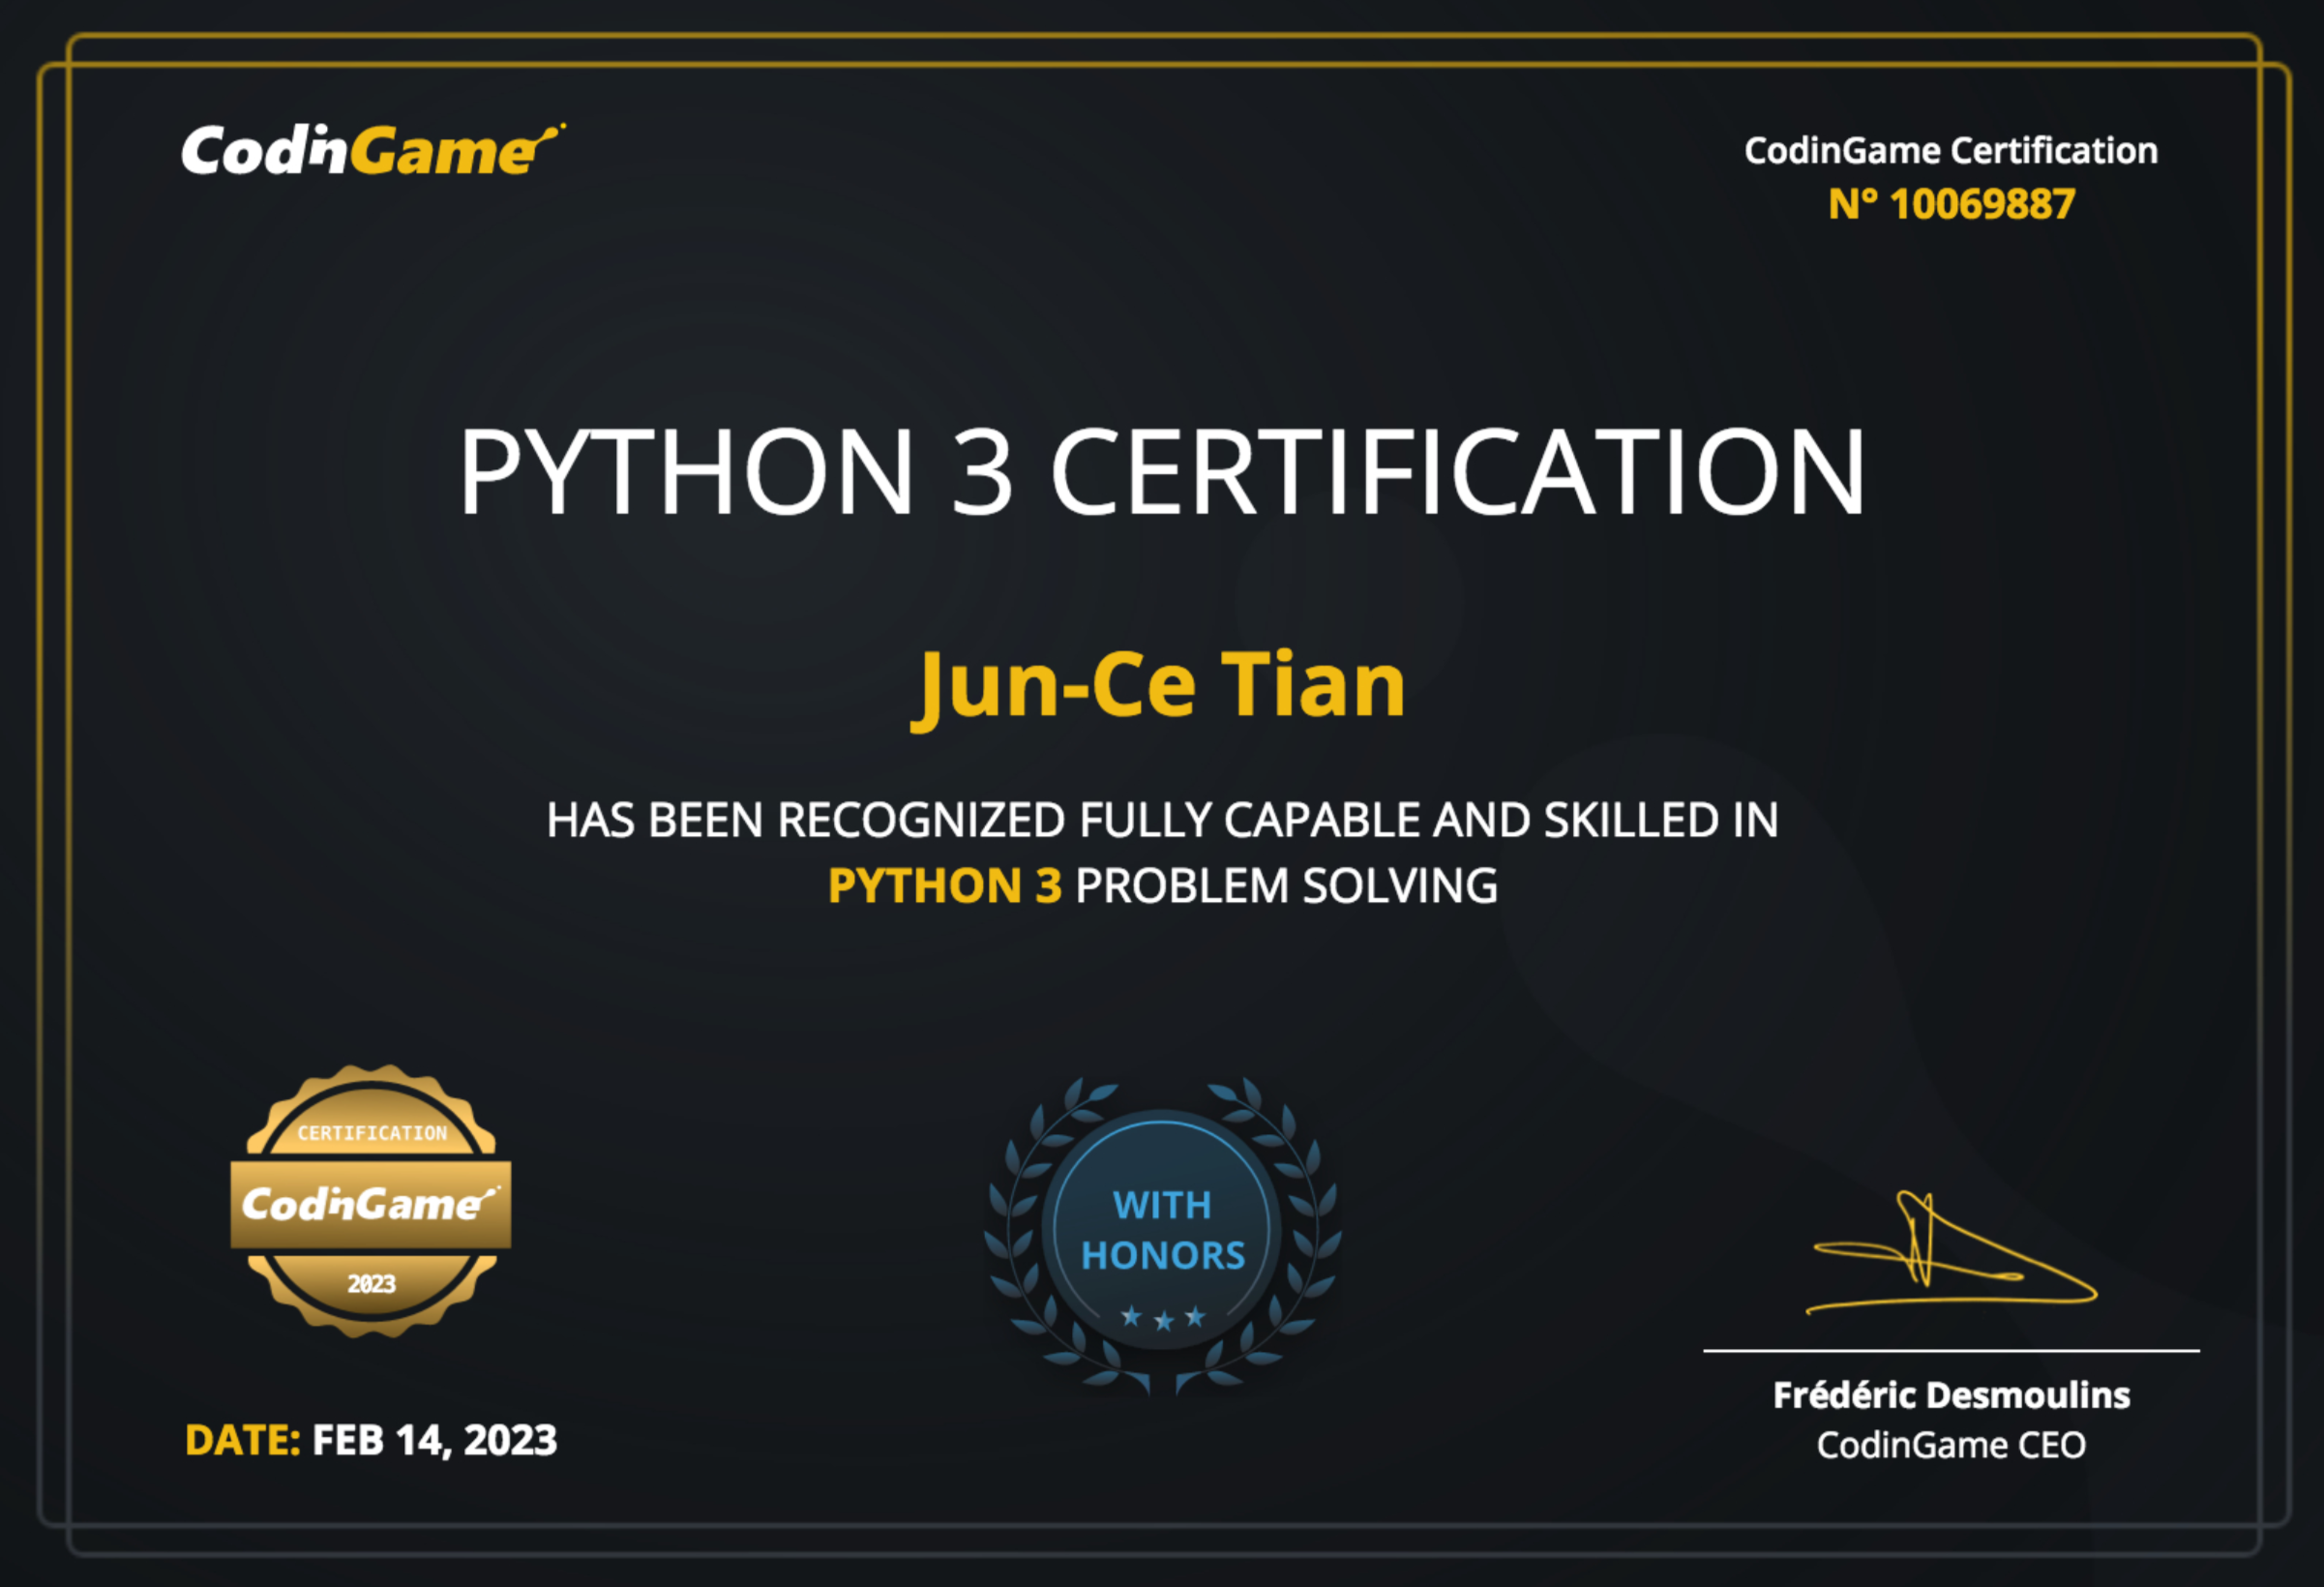 CodinGame
CodinGame Certification
N° 10069887
PYTHON 3 CERTIFICATION
Jun-Ce Tian
HAS BEEN RECOGNIZED FULLY CAPABLE AND SKILLED IN
PYTHON 3 PROBLEM SOLVING
CERTIFICATION
CodinGame
2023
WITH
HONORS
DATE: FEB 14, 2023
Frédéric Desmoulins
CodinGame CEO